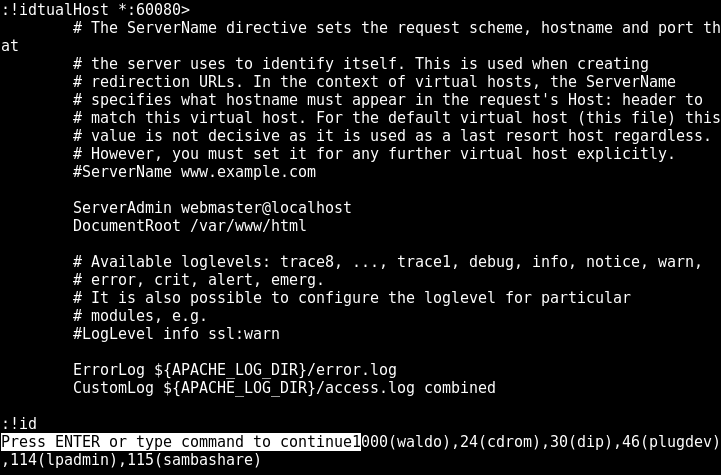 :!idtualHost *:60080>
# The ServerName directive sets the request scheme, hostname and port th
at
# the server uses to identify itself. This is used when creating
# redirection URLs. In the context of virtual hosts, the ServerName
# specifies what hostname must appear in the request's Host: header to
# match this virtual host. For the default virtual host (this file) this
# value is not decisive as it is used as a last resort host regardless.
# However, you must set it for any further virtual host explicitly.
#ServerName www.example.com
ServerAdmin webmaster@localhost
DocumentRoot /var/www/html
# Available loglevels: trace8, ..., trace1, debug, info, notice, warn,
# error, crit, alert, emerg.
# It is also possible to configure the loglevel for particular
# modules, e.g.
#LogLevel info ssl:warn
ErrorLog ${APACHE_LOG_DIR}/error.log
CustomLog ${APACHE_LOG_DIR}/access.log combined
:!id
Press ENTER or type command to continue1000(waldo),24(cdrom),30(dip),46(plugdev)
,114(lpadmin),115(sambashare)